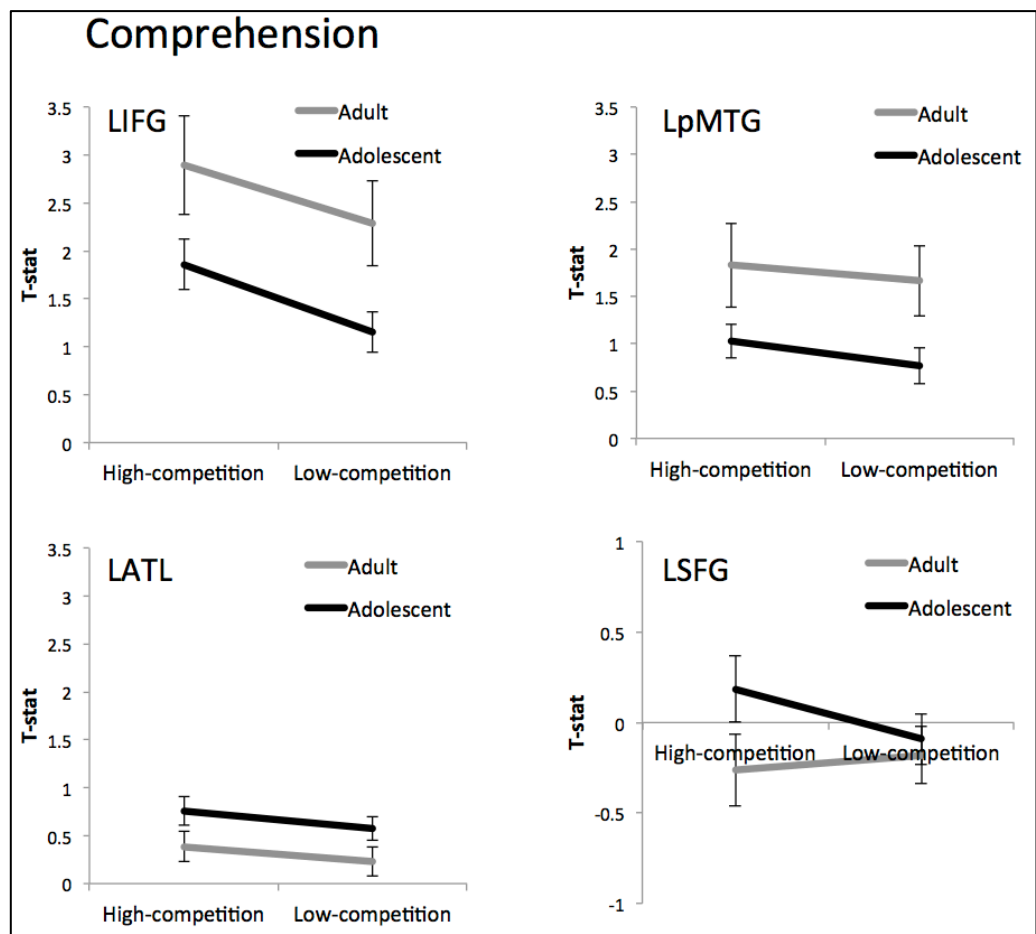 Comprehension
LIFG
Adult
Adolescent
3.5
3
2.5
2
1.5
1
0.5
0
T-stat
High-competition
Low-competition
LpMTG
Adult
Adolescent
3.5
3
2.5
2
1.5
1
0.5
0
T-stat
High-competition
Low-competition
LATL
Adult
Adolescent
3.5
3
2.5
2
1.5
1
0.5
0
T-stat
High-competition
Low-competition
LSFG
Adult
Adolescent
1
0.5
0
-0.5
-1
T-stat
High-competition
Low-competition